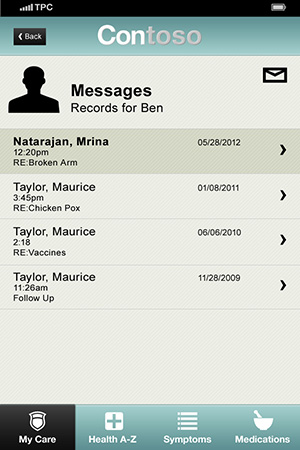 TPC
Back
Contoso
Messages
Records for Ben
Natarajan, Mrina 05/28/2012
12:20pm
RE:Broken Arm
Taylor, Maurice 01/08/2011
3:45pm
RE:Chicken Pox
Taylor, Maurice 06/06/2010
2:18
RE:Vaccines
Taylor, Maurice 11/28/2009
11:26am
Follow Up
My Care Health A-Z Symptoms Medications